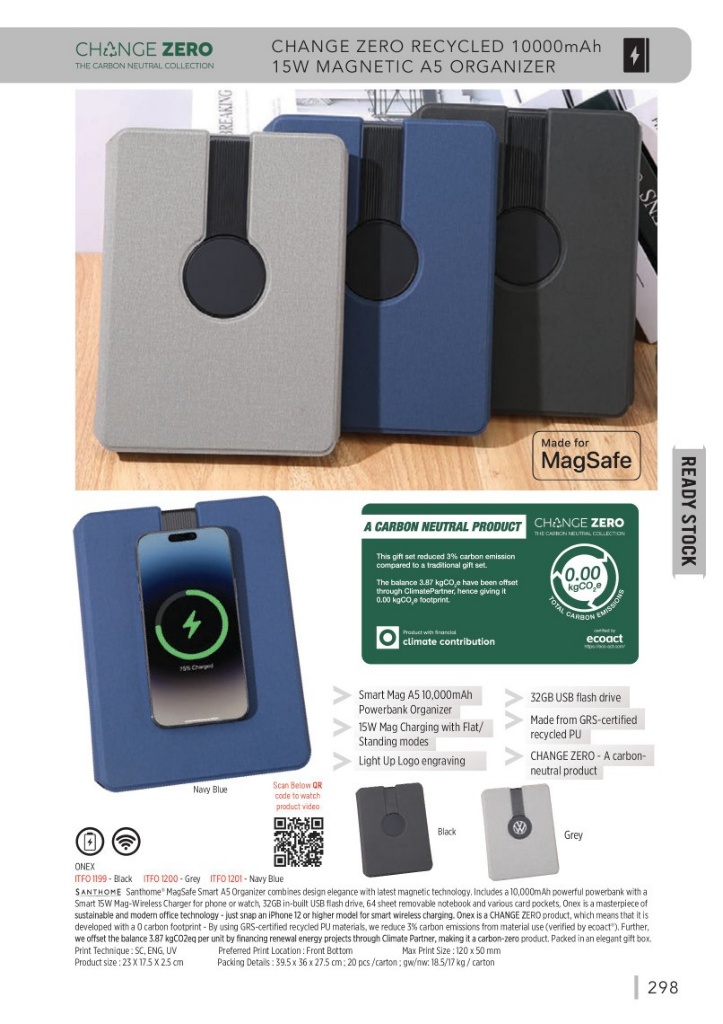 CHANGE ZERO
THE CARBON NEUTRAL COLLECTION
CHANGE ZERO RECYCLED 10000mAh
15W MAGNETIC A5 ORGANIZER
BREAKING
Made for
MagSafe
READY STOCK
75% Charged
Navy Blue
A CARBON NEUTRAL PRODUCT
CHANGE ZERO
THE CARBON NEUTRAL COLLECTION
This gift set reduced 3% carbon emission
compared to a traditional gift set.
The balance 3.87 kgCO₂e have been offset
through ClimatePartner, hence giving it
0.00 kgCO₂e footprint.
0.00
kgCO₂e
TOTAL CARBON EMISSIONS
Product with financial
climate contribution
certified by
ecoact
Smart Mag A5 10,000mAh
Powerbank Organizer
15W Mag Charging with Flat/
Standing modes
Light Up Logo engraving
32GB USB flash drive
Made from GRS-certified
recycled PU
CHANGE ZERO - A carbon-
neutral product
Scan Below QR
code to watch
product video
Black
Grey
ONEX
ITFO 1199 - Black ITFO 1200 - Grey ITFO 1201 - Navy Blue
SANTHOME Santhome® MagSafe Smart A5 Organizer combines design elegance with latest magnetic technology. Includes a 10,000mAh powerful powerbank with a
Smart 15W Mag-Wireless Charger for phone or watch, 32GB in-built USB flash drive, 64 sheet removable notebook and various card pockets, Onex is a masterpiece of
sustainable and modern office technology - just snap an iPhone 12 or higher model for smart wireless charging. Onex is a CHANGE ZERO product, which means that it is
developed with a 0 carbon footprint - By using GRS-certified recycled PU materials, we reduce 3% carbon emissions from material use (verified by ecoact®). Further,
we offset the balance 3.87 kgCO2eq per unit by financing renewal energy projects through Climate Partner, making it a carbon-zero product. Packed in an elegant gift box.
Print Technique : SC, ENG, UV Preferred Print Location : Front Bottom Max Print Size : 120 x 50 mm
Product size : 23 X 17.5 X 2.5 cm Packing Details : 39.5 x 36 x 27.5 cm ; 20 pcs /carton ; gw/nw: 18.5/17 kg / carton
298